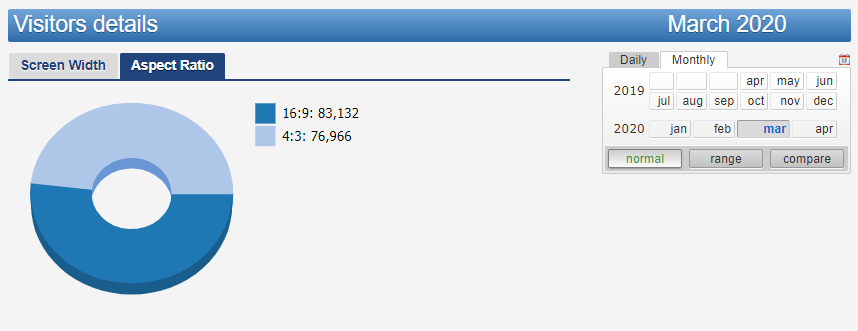 Visitors details March 2020
Screen Width Aspect Ratio
16:9: 83,132
4:3: 76,966
Daily Monthly
2019 apr may jun
jul aug sep oct nov dec
2020 jan feb mar apr
normal range compare